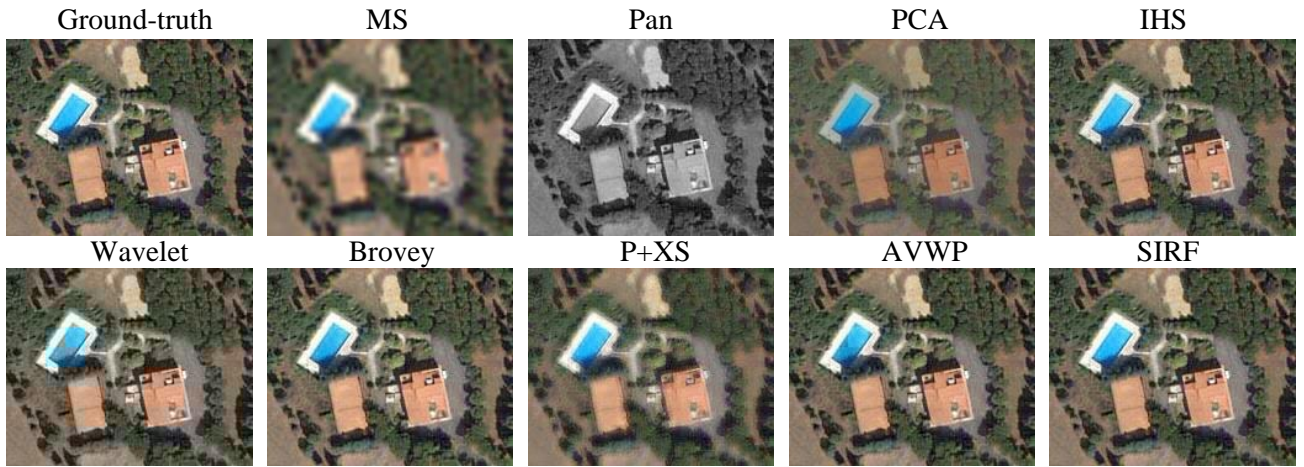 Ground-truth MS Pan PCA IHS
Wavelet Brovey P+XS AVWP SIRF